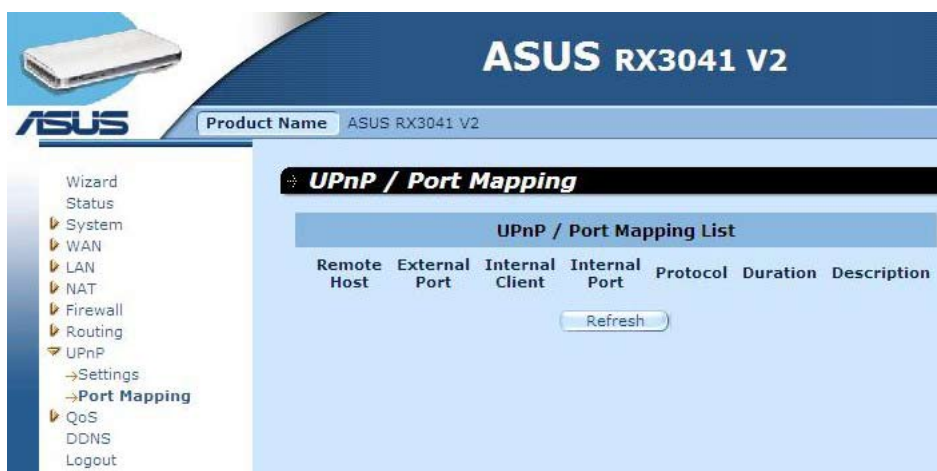 ASUS RX3041 V2
ASUS
Product Name ASUS RX3041 V2
Wizard
Status
System
WAN
LAN
NAT
Firewall
Routing
UPnP
Settings
Port Mapping
QoS
DDNS
Logout
UPnP / Port Mapping
UPnP / Port Mapping List
Remote Host External Port Internal Client Internal Port Protocol Duration Description
Refresh